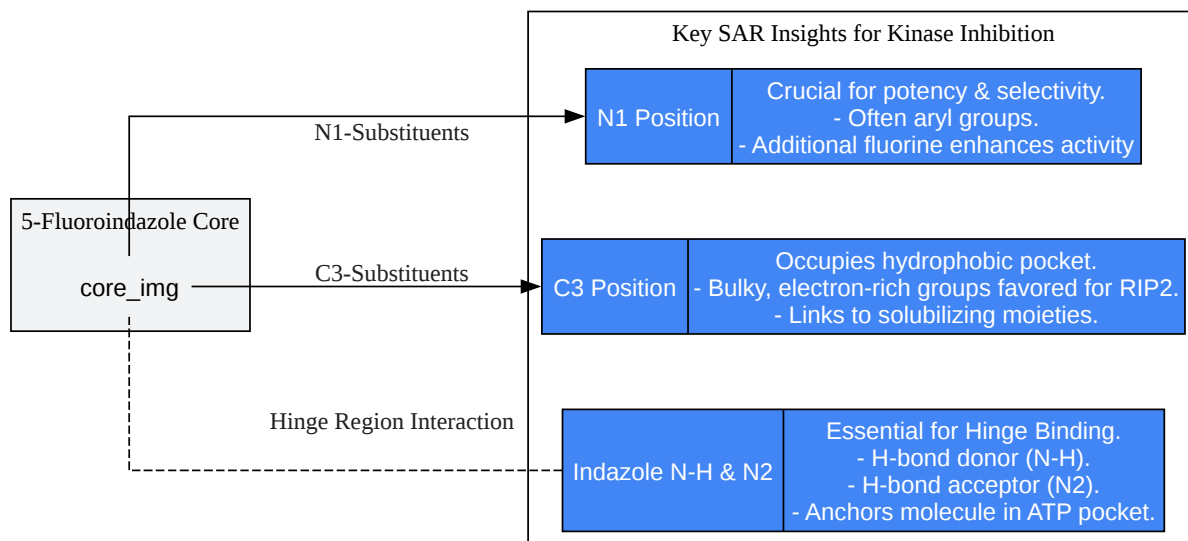 Key SAR Insights for Kinase Inhibition
N1 Position
Crucial for potency & selectivity.
- Often aryl groups.
- Additional fluorine enhances activity
N1-Substituents
5-Fluoroindazole Core
core_img
C3-Substituents
C3 Position
Occupies hydrophobic pocket.
- Bulky, electron-rich groups favored for RIP2.
- Links to solubilizing moieties.
Hinge Region Interaction
Indazole N-H & N2
Essential for Hinge Binding.
- H-bond donor (N-H).
- H-bond acceptor (N2).
- Anchors molecule in ATP pocket.